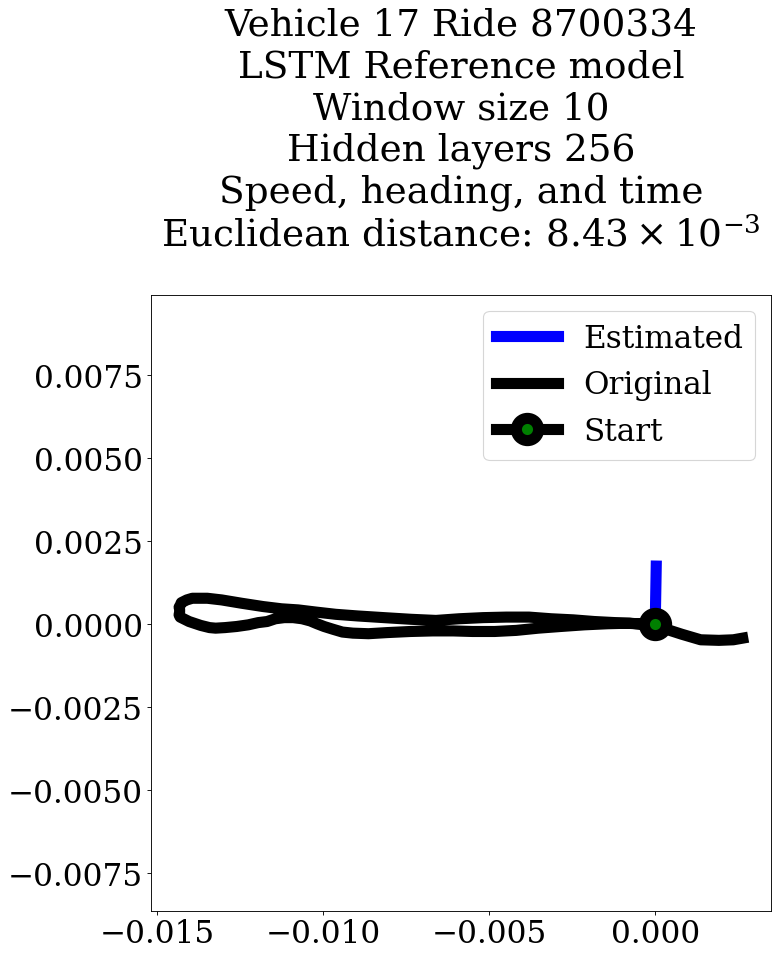 Vehicle 17 Ride 8700334
LSTM Reference model
Window size 10
Hidden layers 256
Speed, heading, and time
Euclidean distance: 8.43 × 10⁻³
Estimated
Original
Start
0.0075
0.0050
0.0025
0.0000
−0.0025
−0.0050
−0.0075
−0.015 −0.010 −0.005 0.000